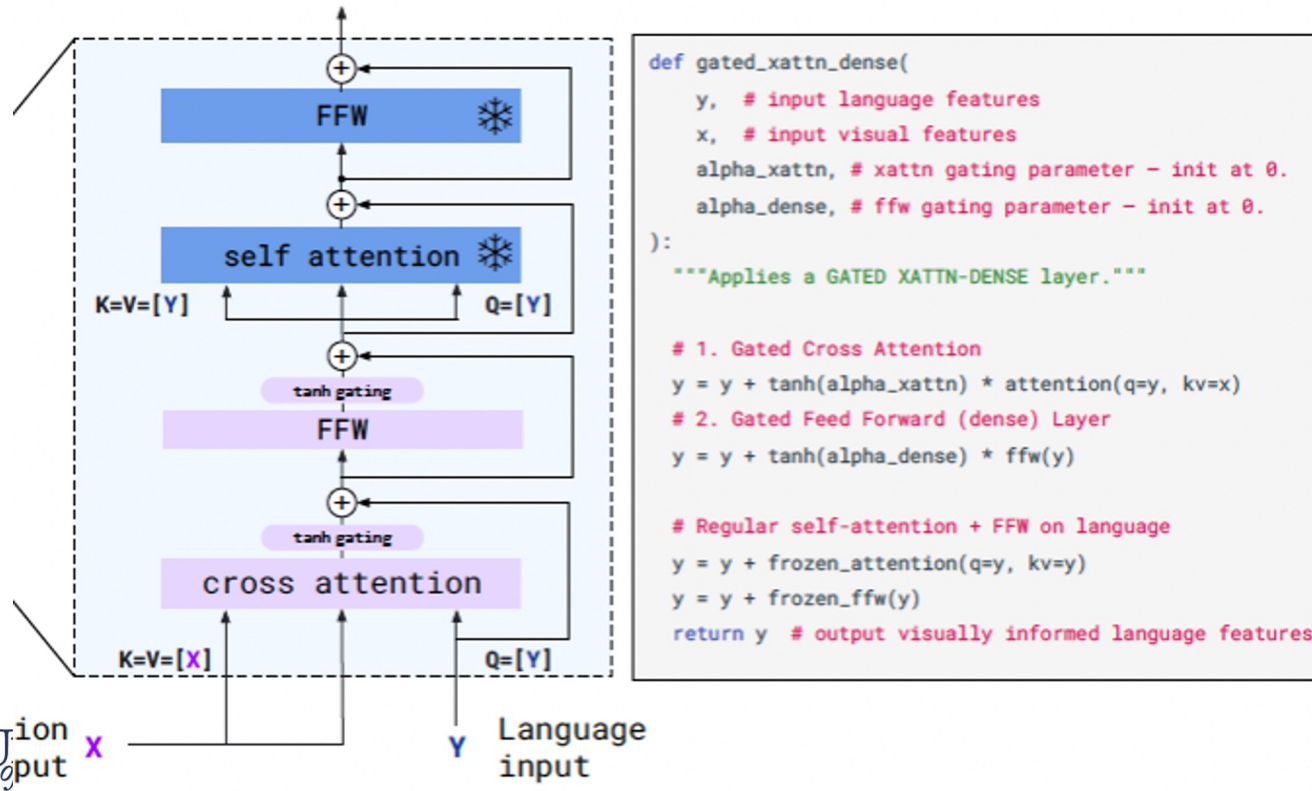 FFW
self attention
K=V=[Y]
Q=[Y]
tanh gating
FFW
tanh gating
cross attention
K=V=[X]
Q=[Y]
ion
put
X
Y
Language
input
def gated_xattn_dense(
y, # input language features
x, # input visual features
alpha_xattn, # xattn gating parameter – init at 0.
alpha_dense, # ffw gating parameter – init at 0.
):
"""Applies a GATED XATTN-DENSE layer."""
# 1. Gated Cross Attention
y = y + tanh(alpha_xattn) * attention(q=y, kv=x)
# 2. Gated Feed Forward (dense) Layer
y = y + tanh(alpha_dense) * ffw(y)
# Regular self-attention + FFW on language
y = y + frozen_attention(q=y, kv=y)
y = y + frozen_ffw(y)
return y # output visually informed language features